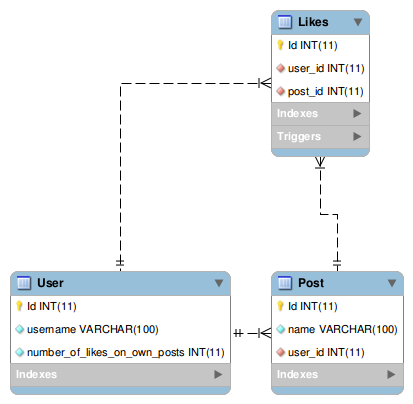 Likes
Id INT(11)
user_id INT(11)
post_id INT(11)
Indexes
Triggers
User
Id INT(11)
username VARCHAR(100)
number_of_likes_on_own_posts INT(11)
Indexes
Post
Id INT(11)
name VARCHAR(100)
user_id INT(11)
Indexes